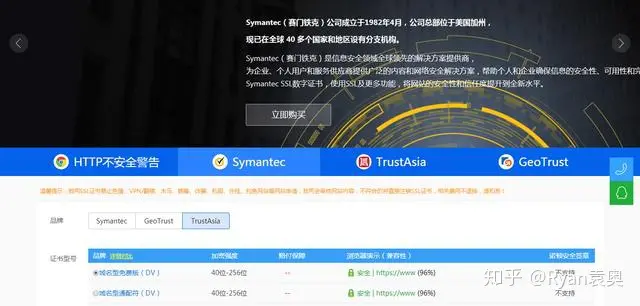 Symantec（赛门铁克）公司成立于1982年4月，公司总部位于美国加州，
现已在全球 40 多个国家和地区设有分支机构。
Symantec（赛门铁克）是信息安全领域全球领先的解决方案提供商，
为企业、个人用户和服务供应商提供广泛的内容和网络安全解决方案，帮助个人和企业确保信息的安全性、可用性和完
Symantec SSL数字证书，使用SSL及更多功能，将网站的安全性和信任度提升到全新水平。
立即购买
HTTP不安全警告 Symantec TrustAsia GeoTrust
品牌 Symantec GeoTrust TrustAsia
证书型号 品牌 详细对比 加密强度 赔付保障 浏览器演示（兼容性） 诺顿安全签章
域名型免费版（DV） 40位-256位 -- 安全 | https://www (96%) 不支持
域名型通配符（DV） 40位-256位 -- 安全 | https://www (96%) 不支持
知乎 @Ryan袁奥